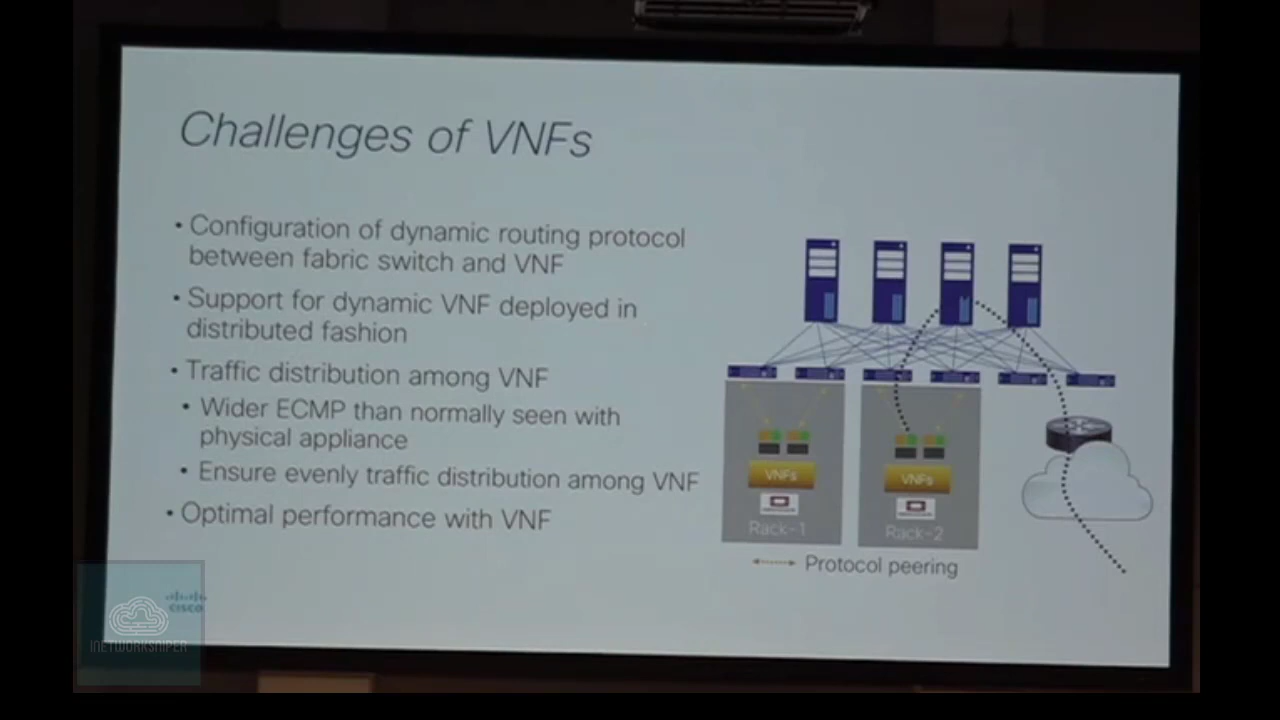 Challenges of VNFs
• Configuration of dynamic routing protocol
between fabric switch and VNF
• Support for dynamic VNF deployed in
distributed fashion
• Traffic distribution among VNF
• Wider ECMP than normally seen with
physical appliance
• Ensure evenly traffic distribution among VNF
• Optimal performance with VNF
VNFs
VNFs
Rack-1
Rack-2
Protocol peering
CISCO
INETWORKSNIPER